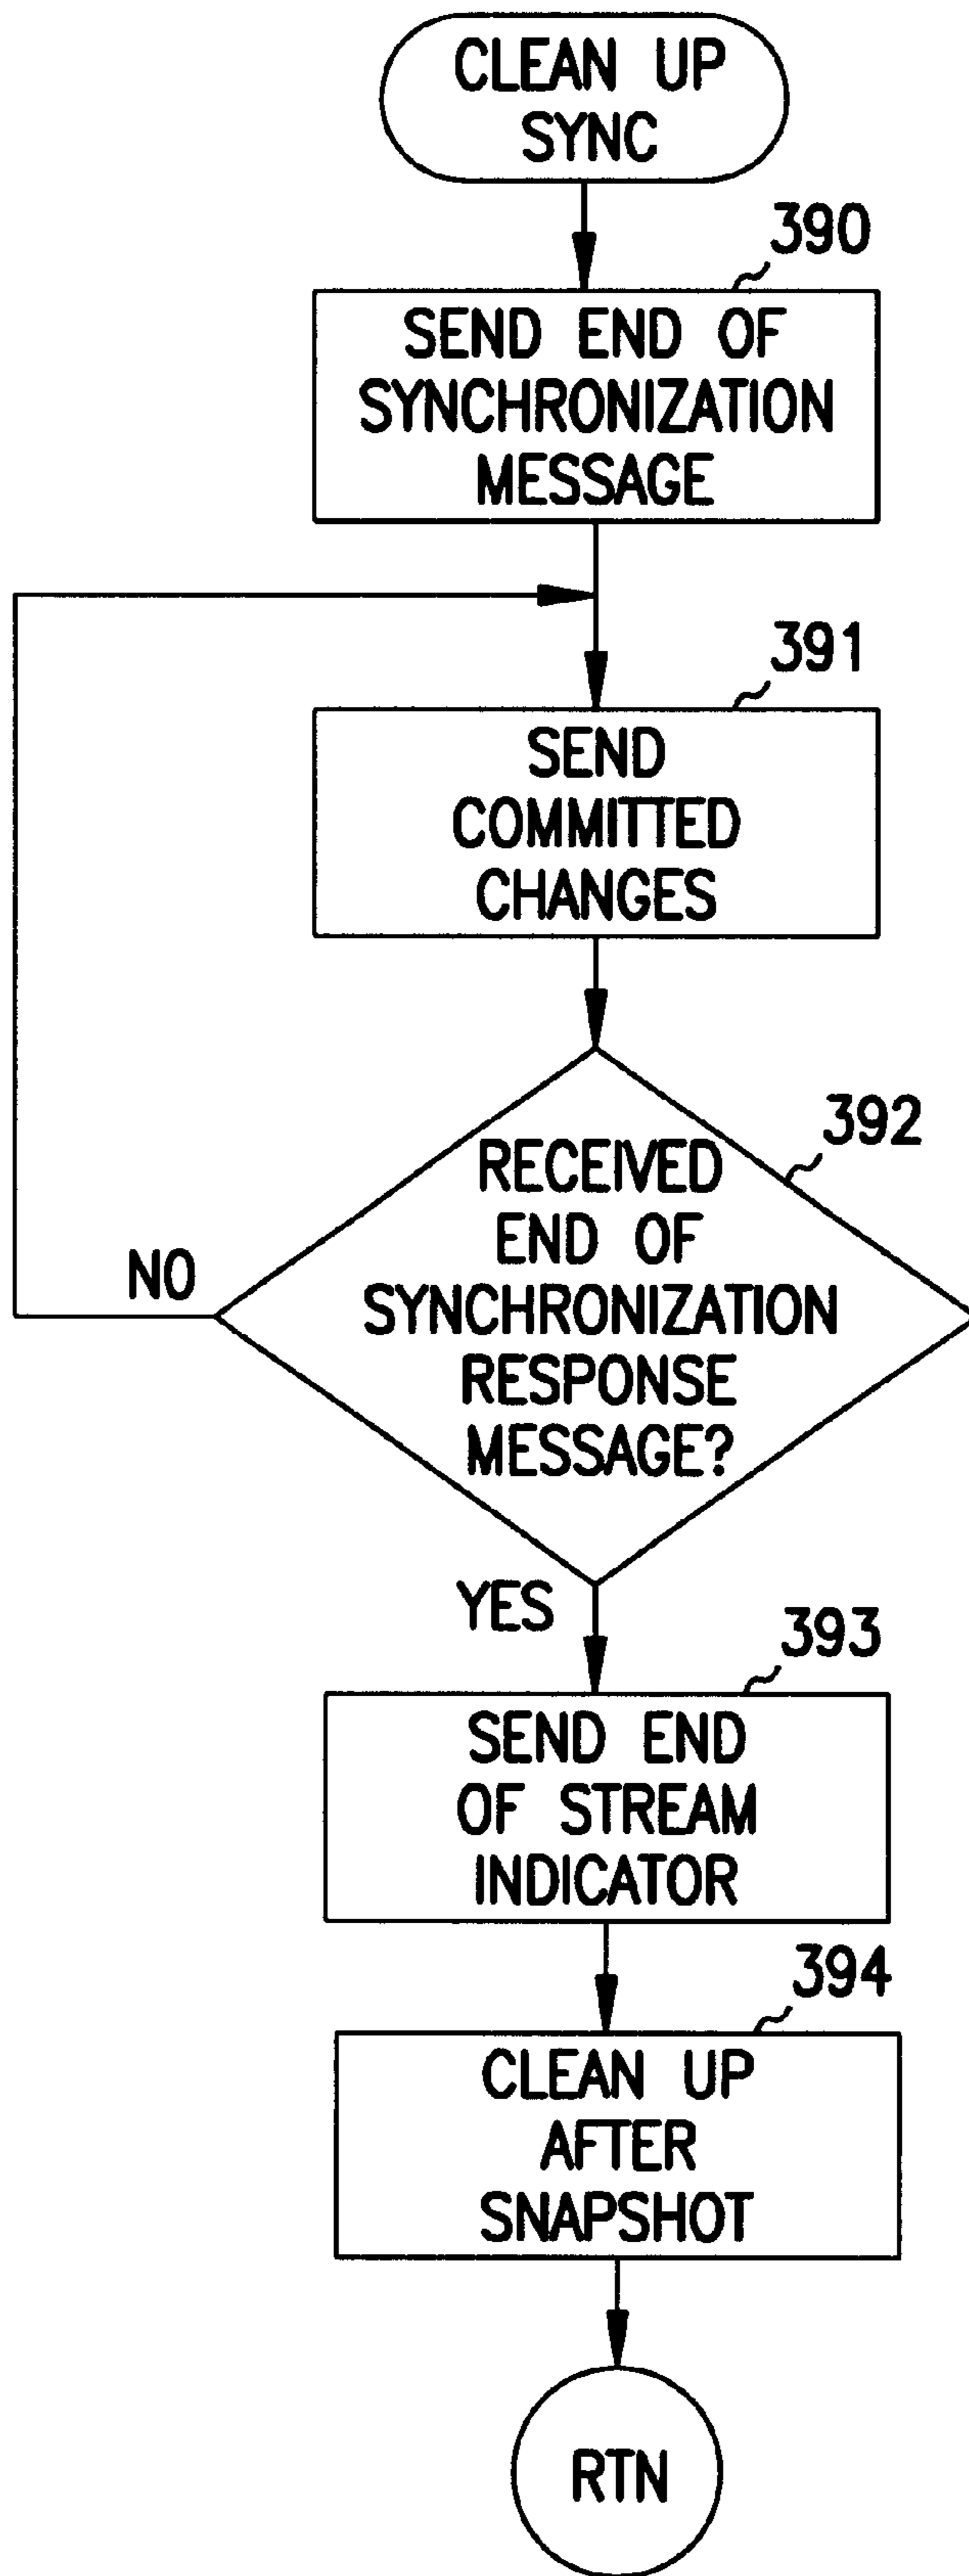 CLEAN UP
SYNC
390
SEND END OF
SYNCHRONIZATION
MESSAGE
391
SEND
COMMITTED
CHANGES
392
RECEIVED
END OF
SYNCHRONIZATION
RESPONSE
MESSAGE?
NO
YES
393
SEND END
OF STREAM
INDICATOR
394
CLEAN UP
AFTER
SNAPSHOT
RTN